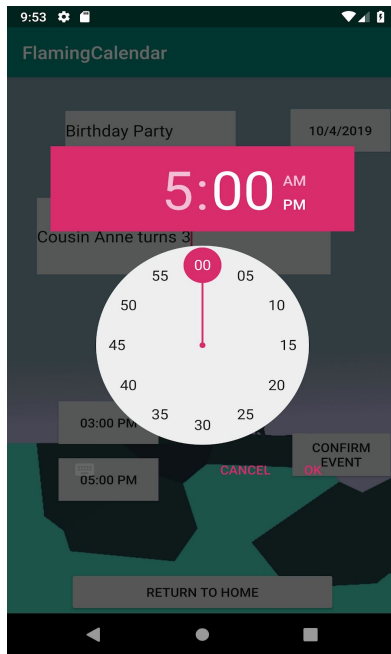 9:53
FlamingCalendar
Birthday Party
10/4/2019
5:00
AM
PM
Cousin Anne turns 3
00
55
05
50
10
45
15
40
20
35
25
30
03:00 PM
CONFIRM
EVENT
CANCEL
OK
05:00 PM
RETURN TO HOME